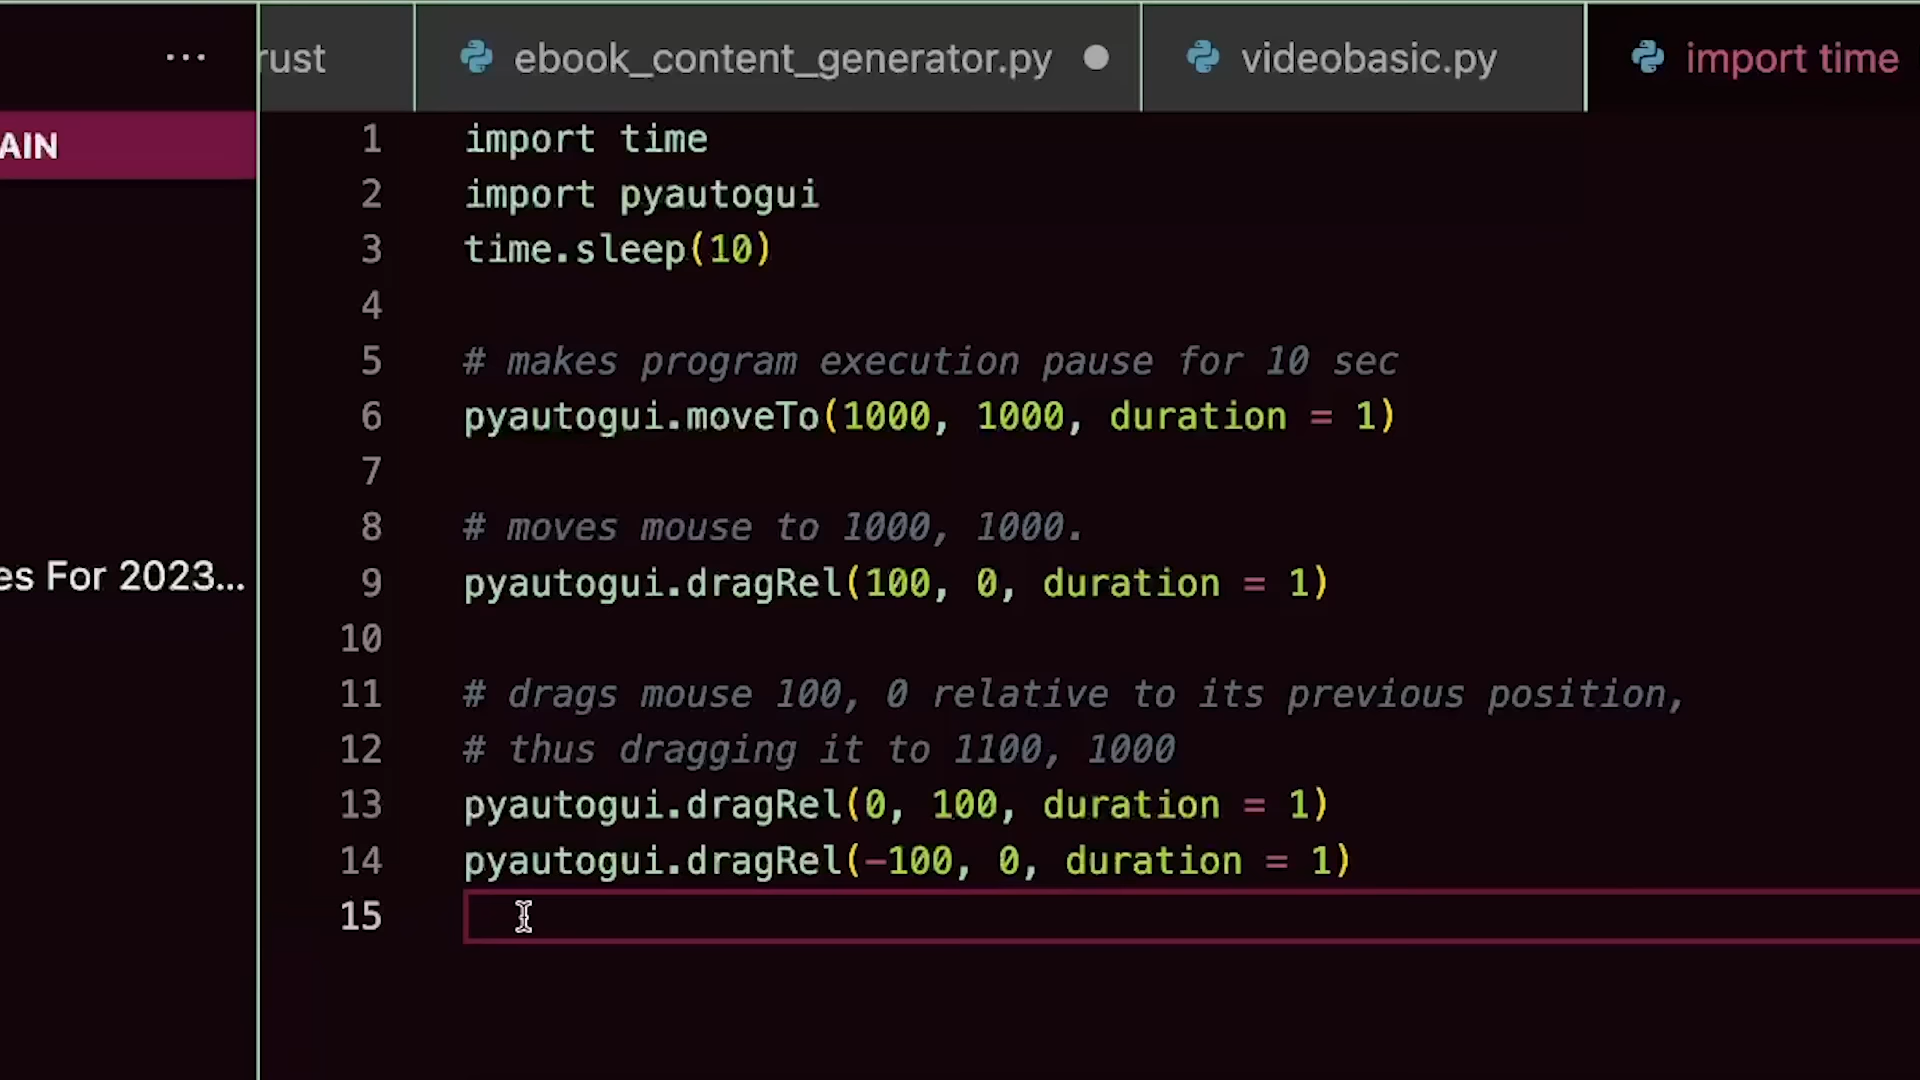 ... rust ebook_content_generator.py videobasic.py import time
AIN
es For 2023...
1 import time
2 import pyautogui
3 time.sleep(10)
4
5 # makes program execution pause for 10 sec
6 pyautogui.moveTo(1000, 1000, duration = 1)
7
8 # moves mouse to 1000, 1000.
9 pyautogui.dragRel(100, 0, duration = 1)
10
11 # drags mouse 100, 0 relative to its previous position,
12 # thus dragging it to 1100, 1000
13 pyautogui.dragRel(0, 100, duration = 1)
14 pyautogui.dragRel(-100, 0, duration = 1)
15